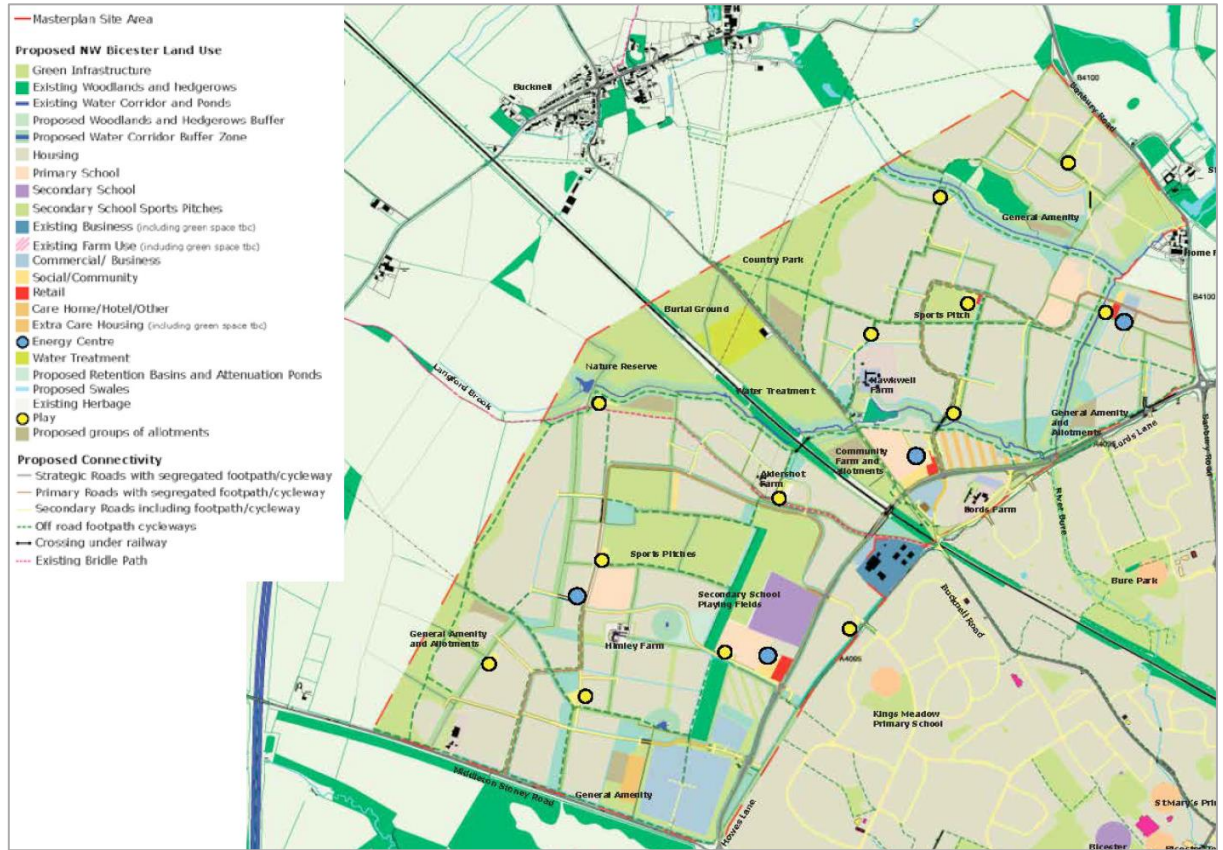 Masterplan Site Area
Proposed NW Bicester Land Use
Green Infrastructure
Existing Woodlands and hedgerows
Existing Water Corridor and Ponds
Proposed Woodlands and Hedgerows Buffer
Proposed Water Corridor Buffer Zone
Housing
Primary School
Secondary School
Secondary School Sports Pitches
Existing Business (including green space tbc)
Existing Farm Use (including green space tbc)
Commercial/ Business
Social/Community
Retail
Care Home/Hotel/Other
Extra Care Housing (including green space tbc)
Energy Centre
Water Treatment
Proposed Retention Basins and Attenuation Ponds
Proposed Swales
Existing Herbage
Play
Proposed groups of allotments
Proposed Connectivity
Strategic Roads with segregated footpath/cycleway
Primary Roads with segregated footpath/cycleway
Secondary Roads including footpath/cycleway
Off road footpath cycleways
Crossing under railway
Existing Bridle Path
Bucknell
B4100
Banbury Road
General Amenity
Home F
Country Park
B4100
Burial Ground
Sports Pitch
Nature Reserve
Langford Brook
Hawkwell
Farm
Water Treatment
General Amenity
and
Allotments
Lords Lane
A4095
Banbury Road
Community
Farm and
Allotments
Aldershot
Farm
Lords Farm
River Bure
Sports Pitches
Bure Park
Secondary School
Playing Fields
Bucknell Road
General Amenity
and Allotments
Himley Farm
A4095
Kings Meadow
Primary School
Middleton Stoney Road
General Amenity
Howes Lane
StMary's Pri
Bicester